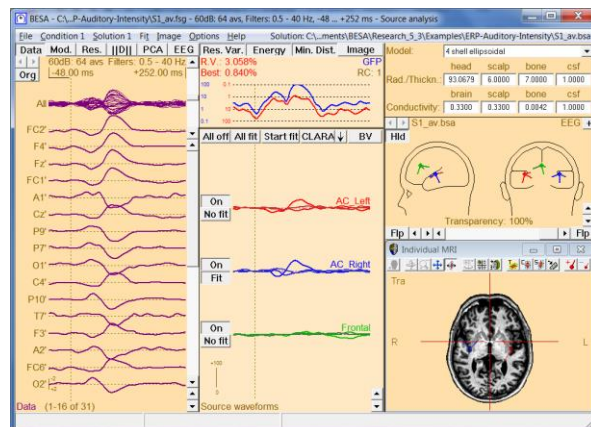 BESA - C:\...P-Auditory-Intensity\S1_av.fsg - 60dB: 64 avs, Filters: 0.5 - 40 Hz, -48 ... +252 ms - Source analysis
File Condition 1 Solution 1 Fit Image Options Help
Solution: C:\...ments\BESA\Research_5_3\Examples\ERP-Auditory-Intensity\S1_av.bsa
Data Mod. Res. ||D|| PCA EEG
60dB: 64 avs Filters: 0.5 - 40 Hz
Org -48.00 ms +252.00 ms
All
FC2'
F4'
Fz'
FC1'
A1'
Cz'
P9'
P7'
O1'
C4'
P10'
T7'
F3'
A2'
FC6'
O2'
Data (1-16 of 31)
Res. Var. Energy Min. Dist. Image
R.V.: 3.058% GFP
Best: 0.840% RC: 1
All off All fit Start fit CLARA BV
On AC_Left
No fit
On AC_Right
Fit
On Frontal
No fit
+100
Source waveforms
Model: 4 shell ellipsoidal
head scalp bone csf
Rad./Thickn.: 93.0679 6.0000 7.0000 1.0000
brain scalp bone csf
Conductivity: 0.3300 0.3300 0.0042 1.0000
S1_av.bsa EEG
Hid
Transparency: 100%
Flp Flp
Individual MRI
Tra
R L